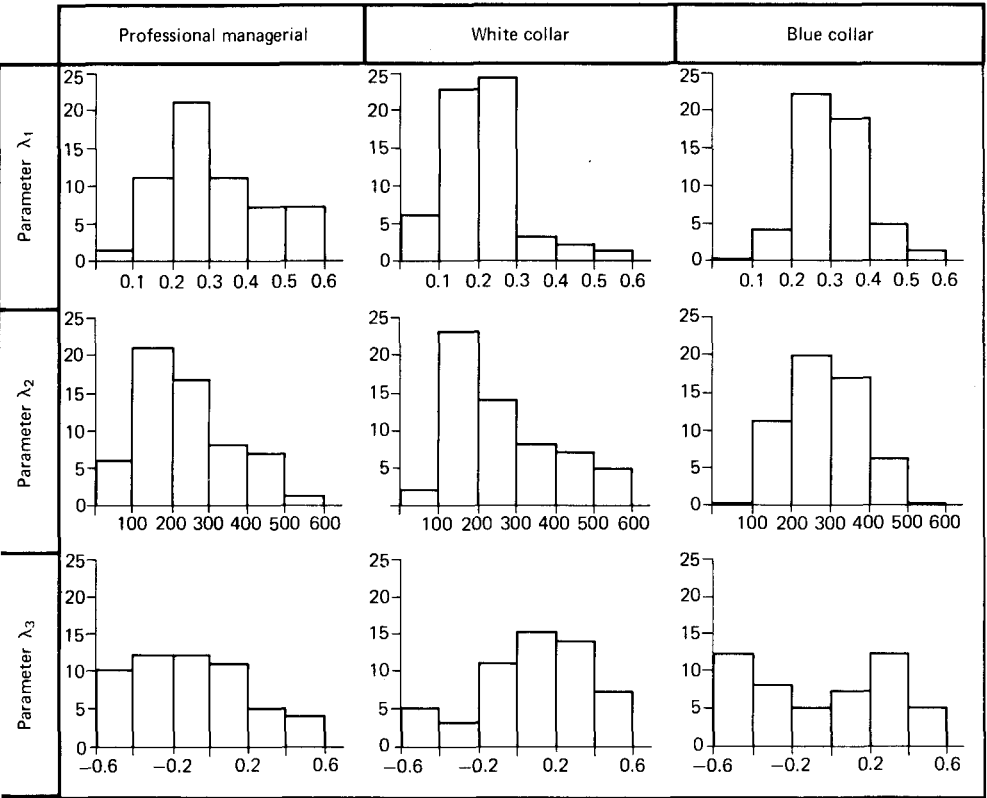 Professional managerial White collar Blue collar
Parameter λ1
25 25 25
20 20 20
15 15 15
10 10 10
5 5 5
0 0 0
0.1 0.2 0.3 0.4 0.5 0.6 0.1 0.2 0.3 0.4 0.5 0.6 0.1 0.2 0.3 0.4 0.5 0.6
Parameter λ2
25 25 25
20 20 20
15 15 15
10 10 10
5 5 5
0 0
100 200 300 400 500 600 100 200 300 400 500 600 100 200 300 400 500 600
Parameter λ3
25 25 25
20 20 20
15 15 15
10 10 10
5 5 5
0 0 0
−0.6 −0.2 0.2 0.6 −0.6 −0.2 0.2 0.6 −0.6 −0.2 0.2 0.6